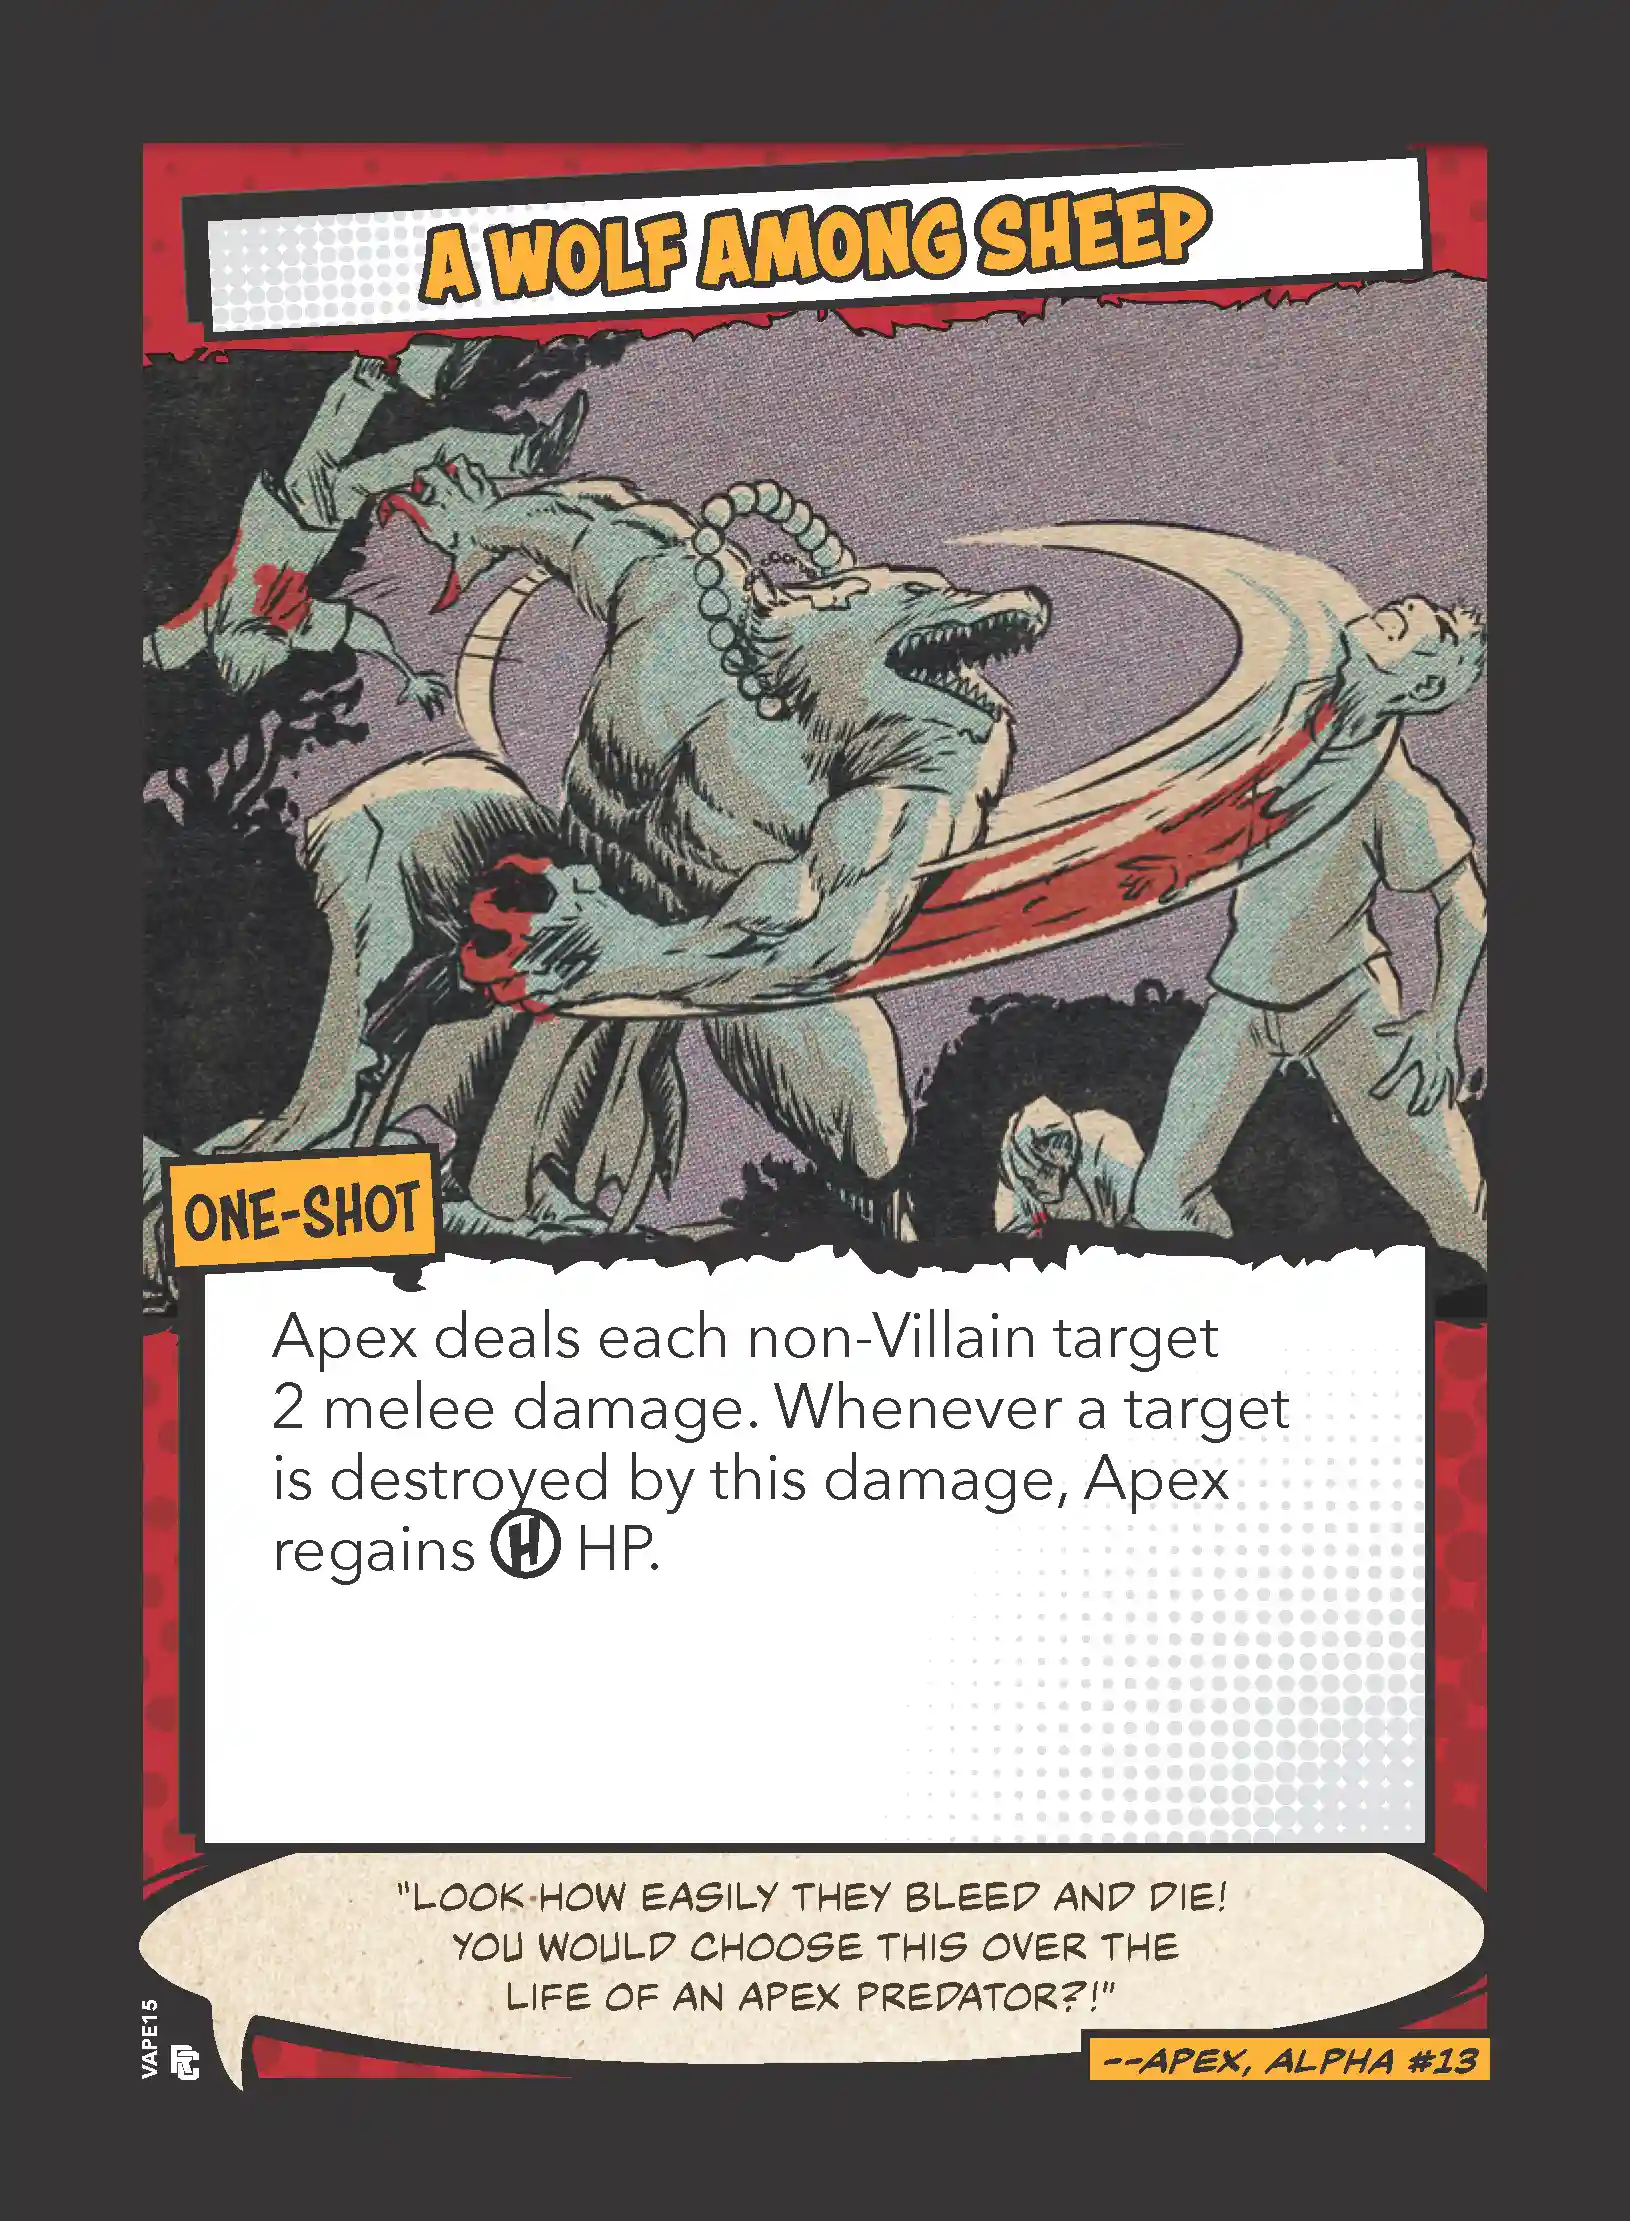 A WOLF AMONG SHEEP
ONE-SHOT
Apex deals each non-Villain target
2 melee damage. Whenever a target
is destroyed by this damage, Apex
regains H HP.
"LOOK HOW EASILY THEY BLEED AND DIE!
YOU WOULD CHOOSE THIS OVER THE
LIFE OF AN APEX PREDATOR?!"
--APEX, ALPHA #13
VAPE15